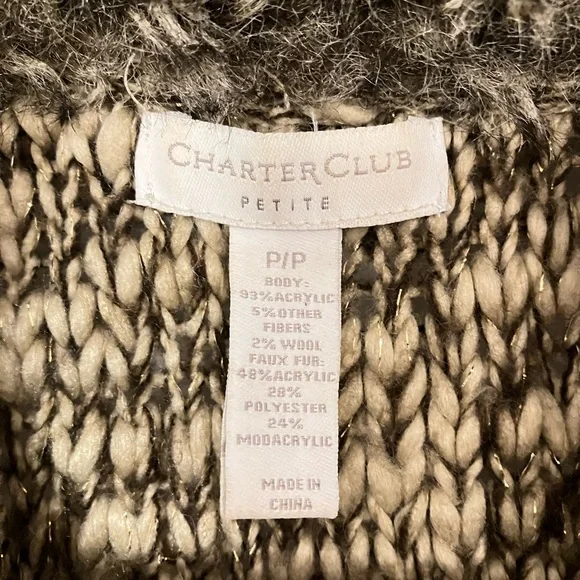 CHARTER CLUB
PETITE
P/P
BODY:
93% ACRYLIC
5% OTHER
FIBERS
2% WOOL
FAUX FUR:
48% ACRYLIC
28%
POLYESTER
24%
MODACRYLIC
MADE IN
CHINA